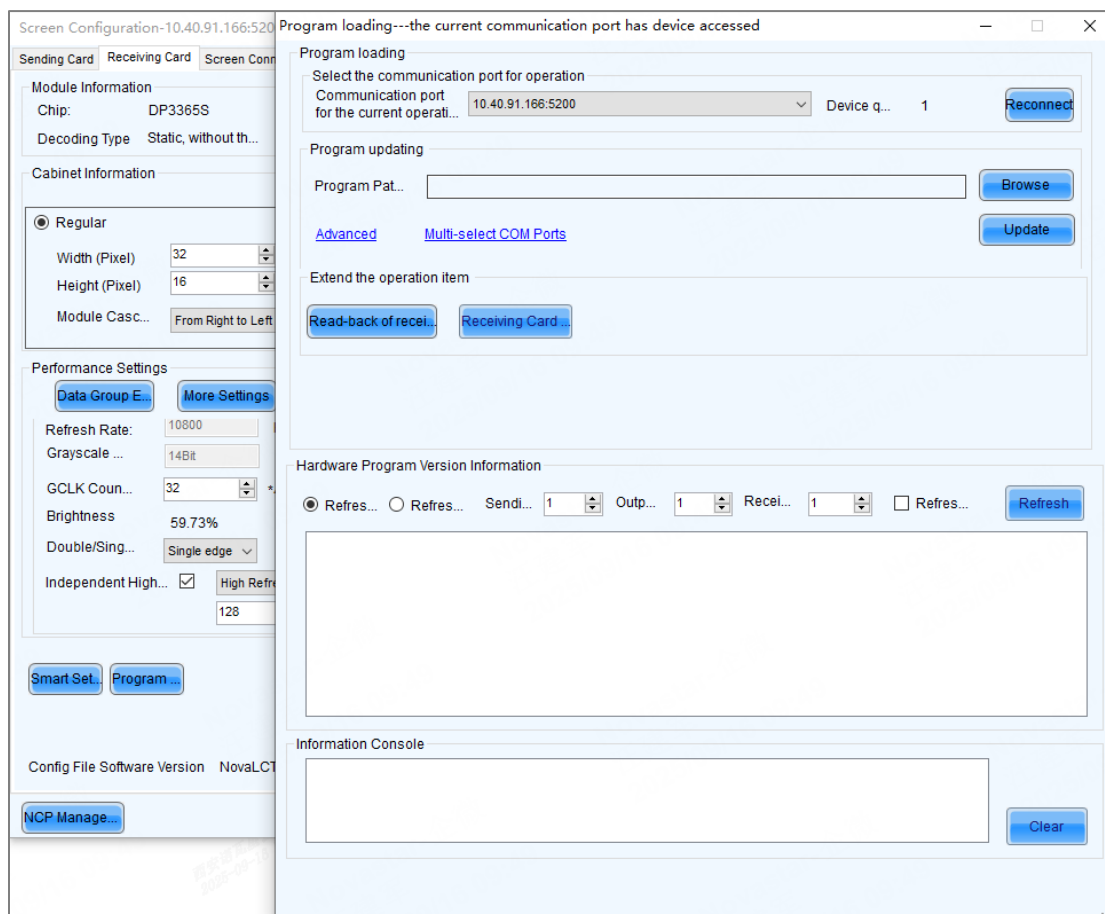 Screen Configuration-10.40.91.166:520
Sending Card
Receiving Card
Screen Conn
Module Information
Chip:
DP3365S
Decoding Type
Static, without th...
Cabinet Information
Regular
Width (Pixel)
32
Height (Pixel)
16
Module Casc...
From Right to Left
Performance Settings
Data Group E...
More Settings
Refresh Rate:
10800
Grayscale ...
14Bit
GCLK Coun...
32
Brightness
59.73%
Double/Sing...
Single edge
Independent High...
High Refre
128
Smart Set...
Program ...
Config File Software Version
NovaLCT
NCP Manage...
Program loading---the current communication port has device accessed
Program loading
Select the communication port for operation
Communication port
for the current operati...
10.40.91.166:5200
Device q...
1
Reconnect
Program updating
Program Pat...
Browse
Advanced
Multi-select COM Ports
Update
Extend the operation item
Read-back of recei...
Receiving Card ...
Hardware Program Version Information
Refres...
Refres...
Sendi...
1
Outp...
1
Recei...
1
Refres...
Refresh
Information Console
Clear